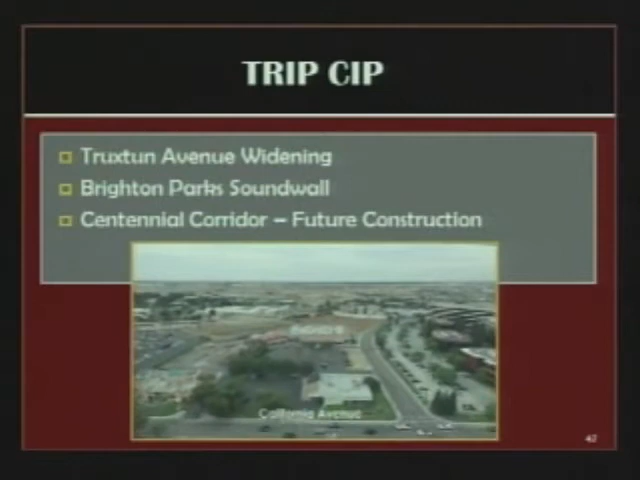 TRIP CIP
Truxtun Avenue Widening
Brighton Parks Soundwall
Centennial Corridor – Future Construction
California Avenue